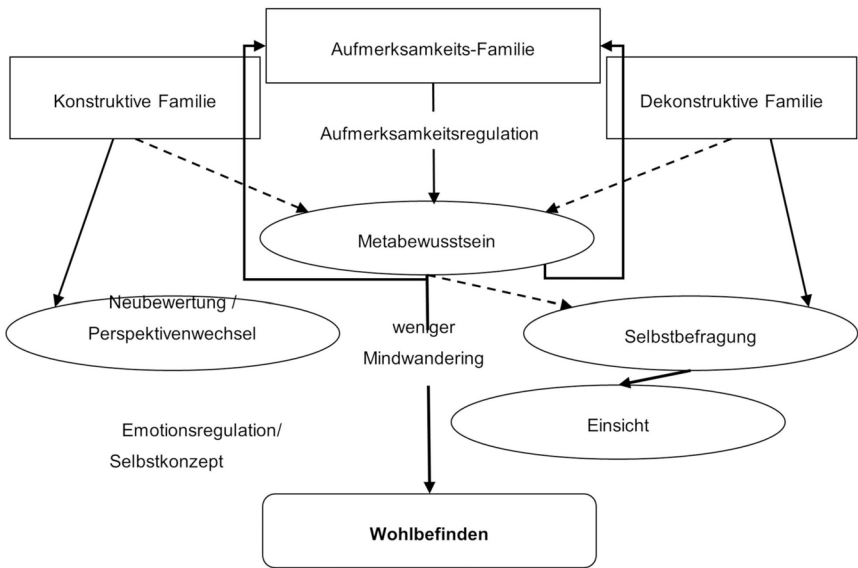 Aufmerksamkeits-Familie
Konstruktive Familie
Dekonstruktive Familie
Aufmerksamkeitsregulation
Metabewusstsein
Neubewertung /
Perspektivenwechsel
weniger
Mindwandering
Selbstbefragung
Einsicht
Emotionsregulation/
Selbstkonzept
Wohlbefinden